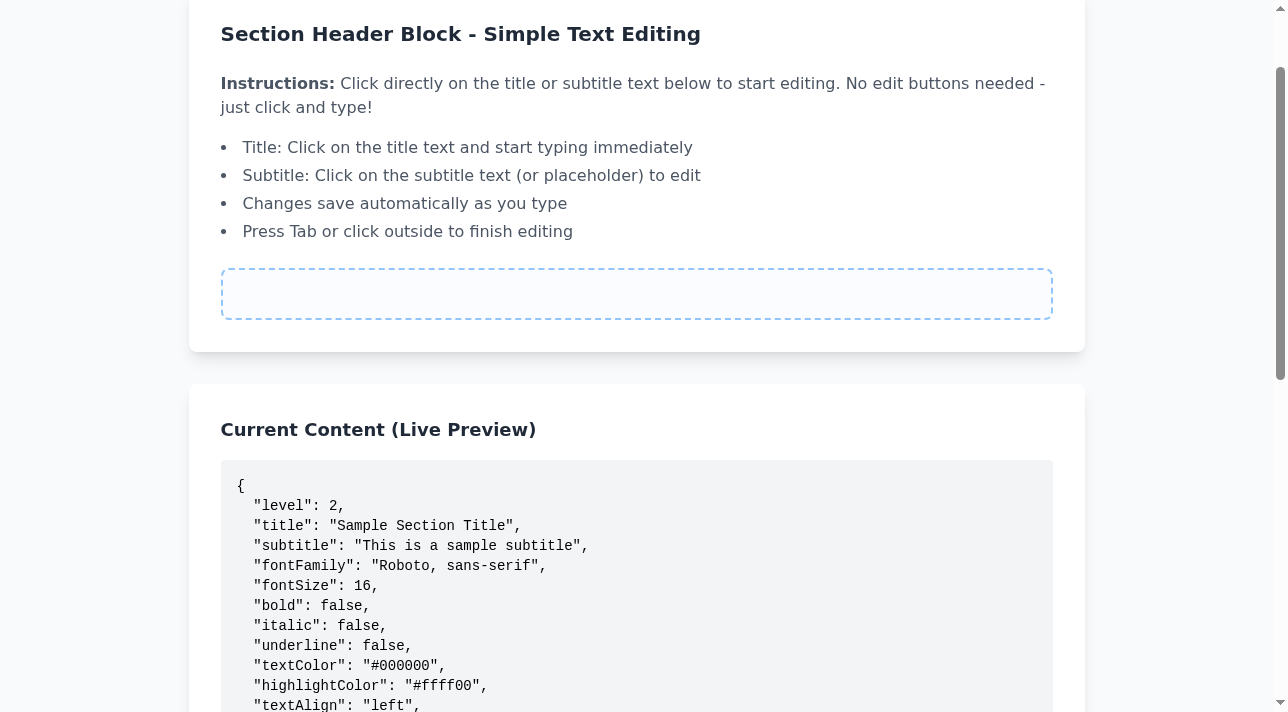 Section Header Block - Simple Text Editing
Instructions: Click directly on the title or subtitle text below to start editing. No edit buttons needed -
just click and type!
• Title: Click on the title text and start typing immediately
• Subtitle: Click on the subtitle text (or placeholder) to edit
• Changes save automatically as you type
• Press Tab or click outside to finish editing
Current Content (Live Preview)
{
  "level": 2,
  "title": "Sample Section Title",
  "subtitle": "This is a sample subtitle",
  "fontFamily": "Roboto, sans-serif",
  "fontSize": 16,
  "bold": false,
  "italic": false,
  "underline": false,
  "textColor": "#000000",
  "highlightColor": "#ffff00",
  "textAlign": "left",